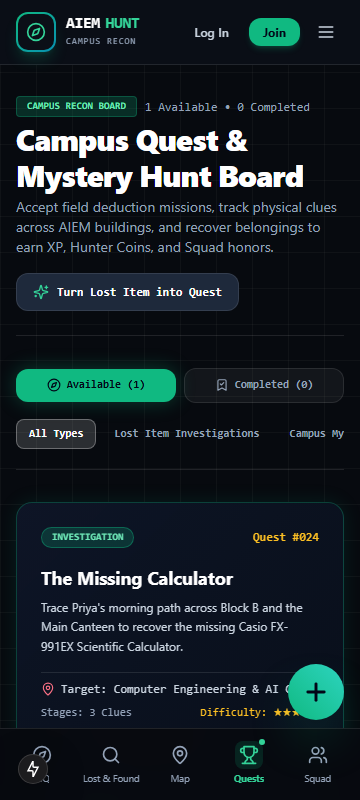 AIEM HUNT
CAMPUS RECON
Log In
Join
CAMPUS RECON BOARD
1 Available • 0 Completed
Campus Quest &
Mystery Hunt Board
Accept field deduction missions, track physical clues
across AIEM buildings, and recover belongings to
earn XP, Hunter Coins, and Squad honors.
Turn Lost Item into Quest
Available (1)
Completed (0)
All Types
Lost Item Investigations
Campus My
INVESTIGATION
Quest #024
The Missing Calculator
Trace Priya's morning path across Block B and the
Main Canteen to recover the missing Casio FX-
991EX Scientific Calculator.
Target: Computer Engineering & AI
Stages: 3 Clues
Difficulty: ★★★
Lost & Found
Map
Quests
Squad